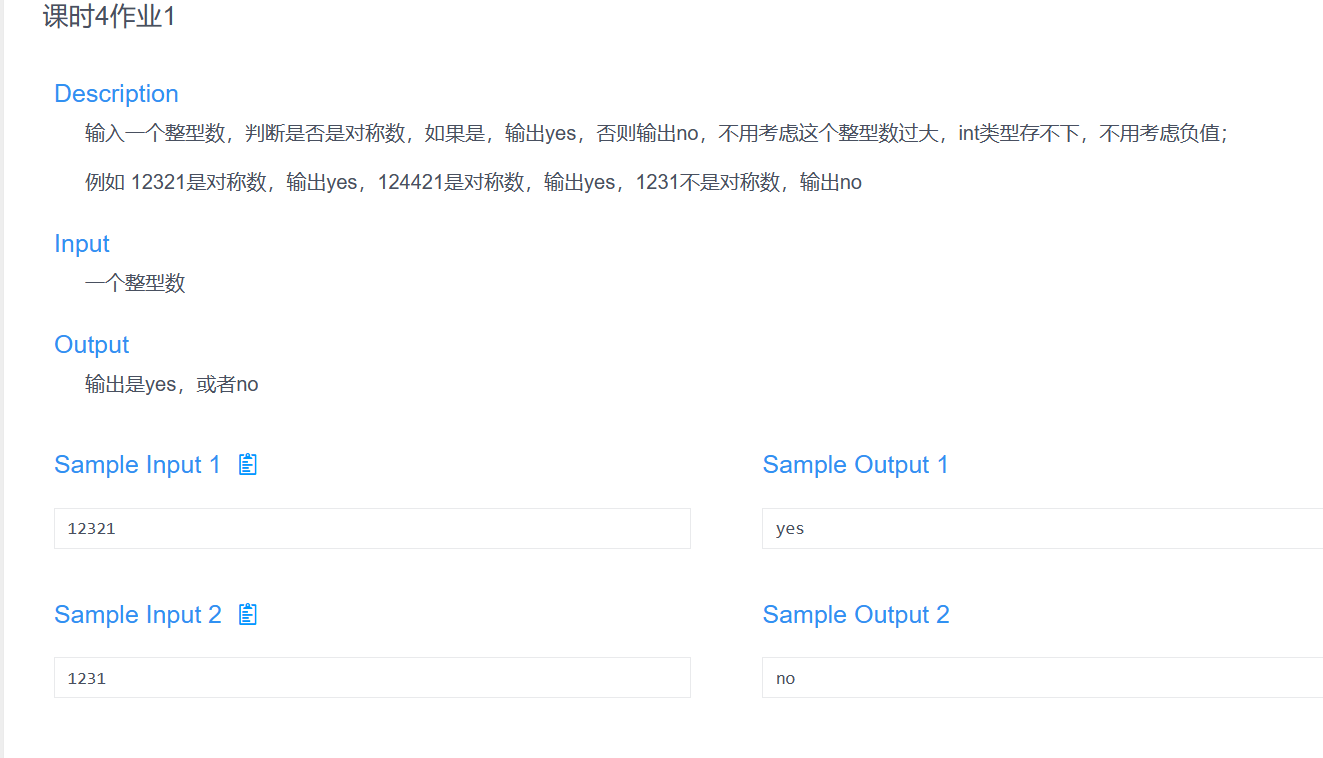 课时4作业1
Description
输入一个整型数，判断是否是对称数，如果是，输出yes，否则输出no，不用考虑这个整型数过大，int类型存不下，不用考虑负值；
例如 12321是对称数，输出yes，124421是对称数，输出yes，1231不是对称数，输出no
Input
一个整型数
Output
输出是yes，或者no
Sample Input 1
Sample Output 1
12321
yes
Sample Input 2
Sample Output 2
1231
no